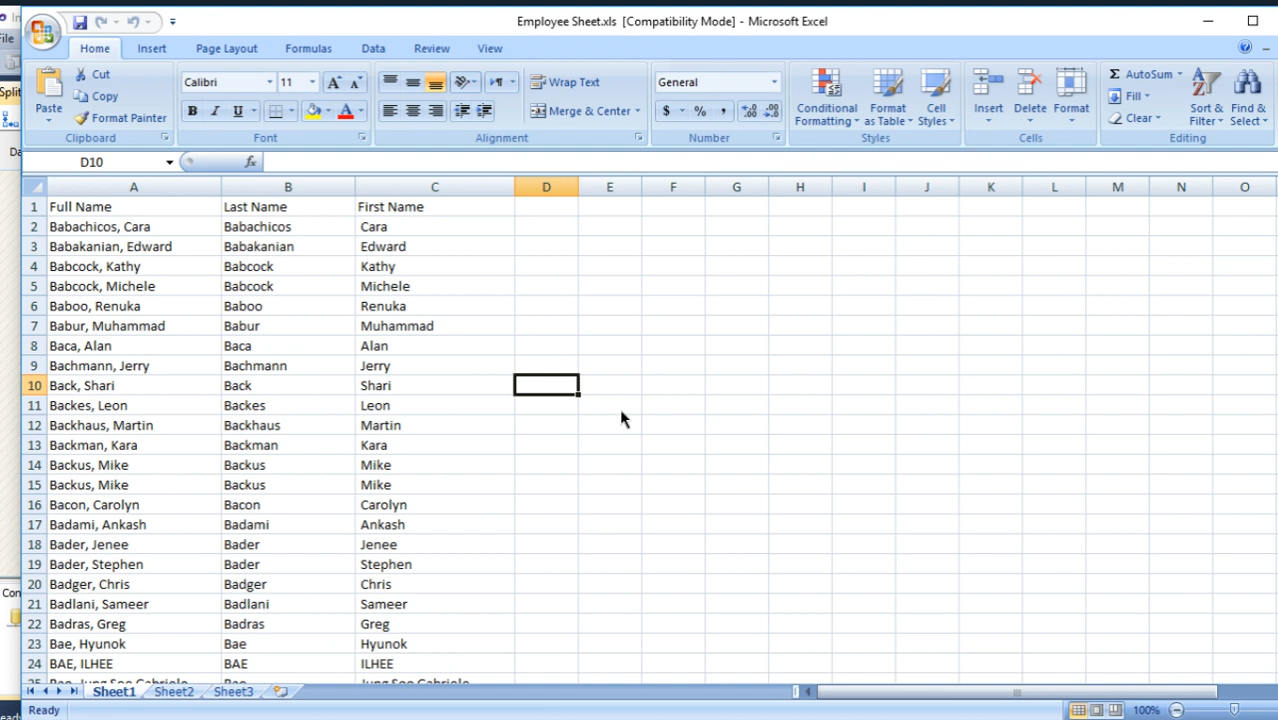 Employee Sheet.xls [Compatibility Mode] - Microsoft Excel
Home Insert Page Layout Formulas Data Review View
Paste
Cut
Copy
Format Painter
Clipboard
Calibri 11
B I U
Font
Wrap Text
Merge & Center
Alignment
General
$ % ,
Number
Conditional Formatting
Format as Table
Cell Styles
Styles
Insert Delete Format
Cells
AutoSum
Fill
Clear
Sort & Filter
Find & Select
Editing
D10 fx
A B C D E F G H I J K L M N O
1 Full Name Last Name First Name
2 Babachicos, Cara Babachicos Cara
3 Babakanian, Edward Babakanian Edward
4 Babcock, Kathy Babcock Kathy
5 Babcock, Michele Babcock Michele
6 Baboo, Renuka Baboo Renuka
7 Babur, Muhammad Babur Muhammad
8 Baca, Alan Baca Alan
9 Bachmann, Jerry Bachmann Jerry
10 Back, Shari Back Shari
11 Backes, Leon Backes Leon
12 Backhaus, Martin Backhaus Martin
13 Backman, Kara Backman Kara
14 Backus, Mike Backus Mike
15 Backus, Mike Backus Mike
16 Bacon, Carolyn Bacon Carolyn
17 Badami, Ankash Badami Ankash
18 Bader, Jenee Bader Jenee
19 Bader, Stephen Bader Stephen
20 Badger, Chris Badger Chris
21 Badlani, Sameer Badlani Sameer
22 Badras, Greg Badras Greg
23 Bae, Hyunok Bae Hyunok
24 BAE, ILHEE BAE ILHEE
Sheet1 Sheet2 Sheet3
Ready 100%